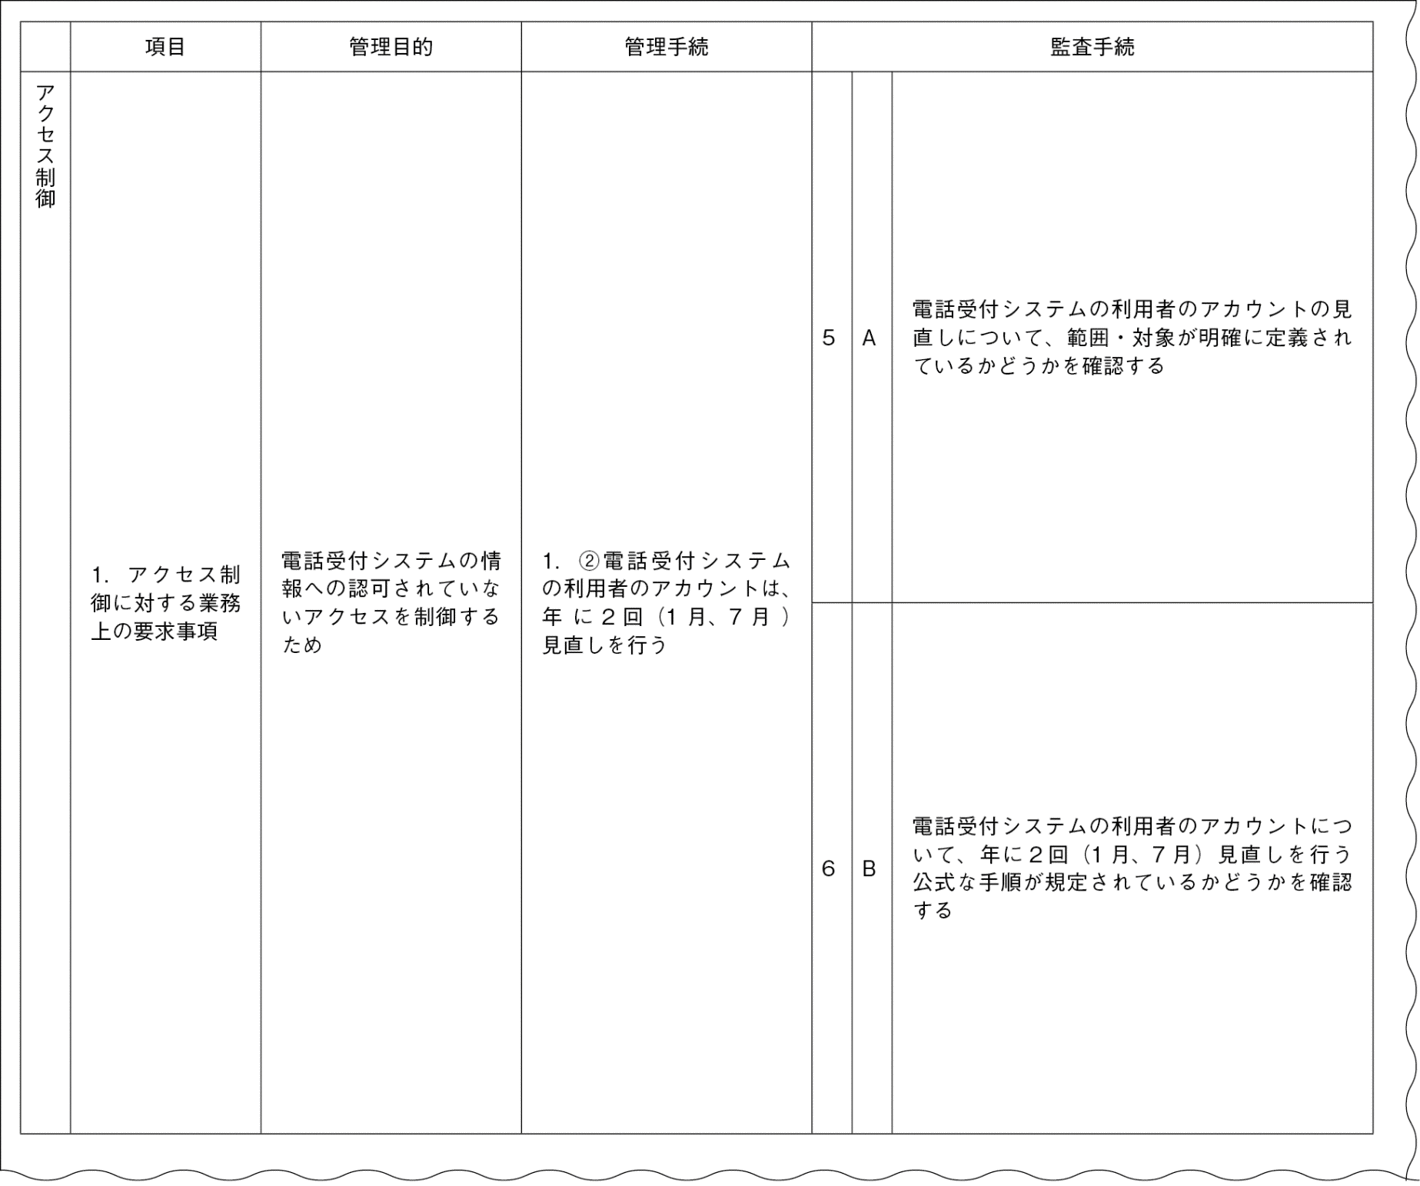 項目
管理目的
管理手続
監査手続
アクセス制御
1. アクセス制
御に対する業務
上の要求事項
電話受付システムの情
報への認可されていな
いアクセスを制御する
ため
1. ②電話受付システム
の利用者のアカウントは、
年に2回（1月、7月）
見直しを行う
5
A
電話受付システムの利用者のアカウントの見
直しについて、範囲・対象が明確に定義され
ているかどうかを確認する
6
B
電話受付システムの利用者のアカウントにつ
いて、年に2回（1月、7月）見直しを行う
公式な手順が規定されているかどうかを確認
する